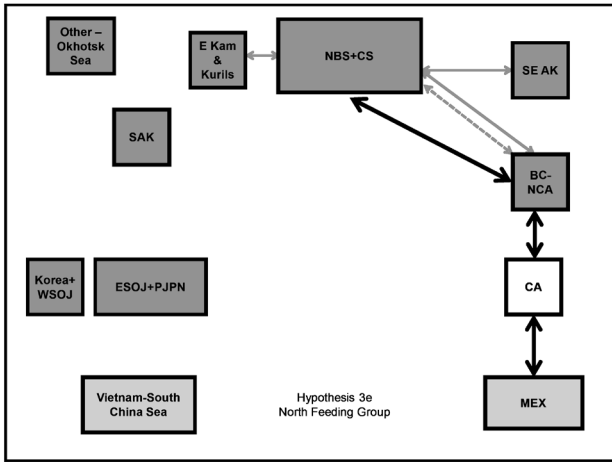 Other –
Okhotsk
Sea
E Kam
&
Kurils
NBS+CS
SE AK
SAK
BC-
NCA
Korea+
WSOJ
ESOJ+PJPN
CA
Vietnam-South
China Sea
Hypothesis 3e
North Feeding Group
MEX